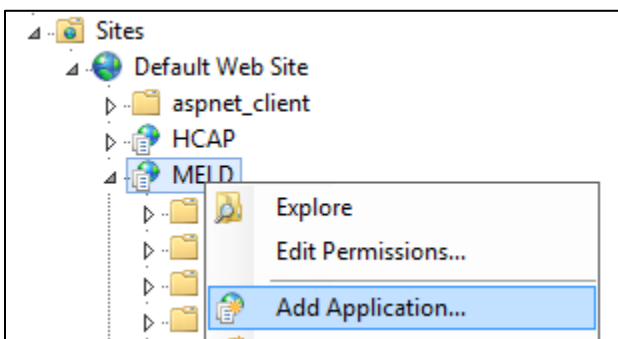 Sites
Default Web Site
aspnet_client
HCAP
MELD
Explore
Edit Permissions...
Add Application...